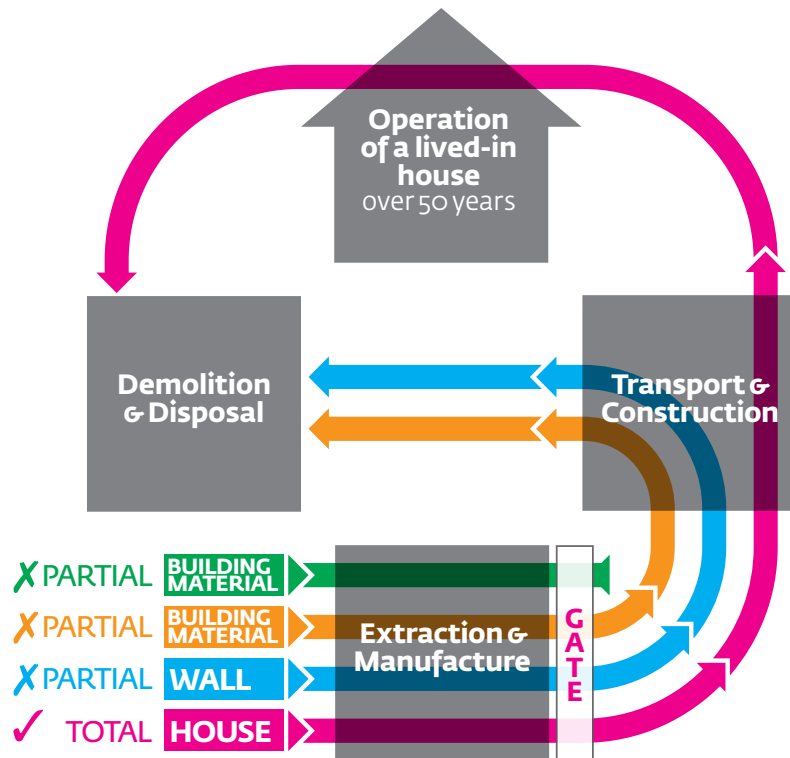 Operation
of a lived-in
house
over 50 years
Demolition
& Disposal
Transport &
Construction
✗ PARTIAL BUILDING
MATERIAL
✗ PARTIAL BUILDING
MATERIAL
✗ PARTIAL WALL
✓ TOTAL HOUSE
Extraction &
Manufacture
GATE